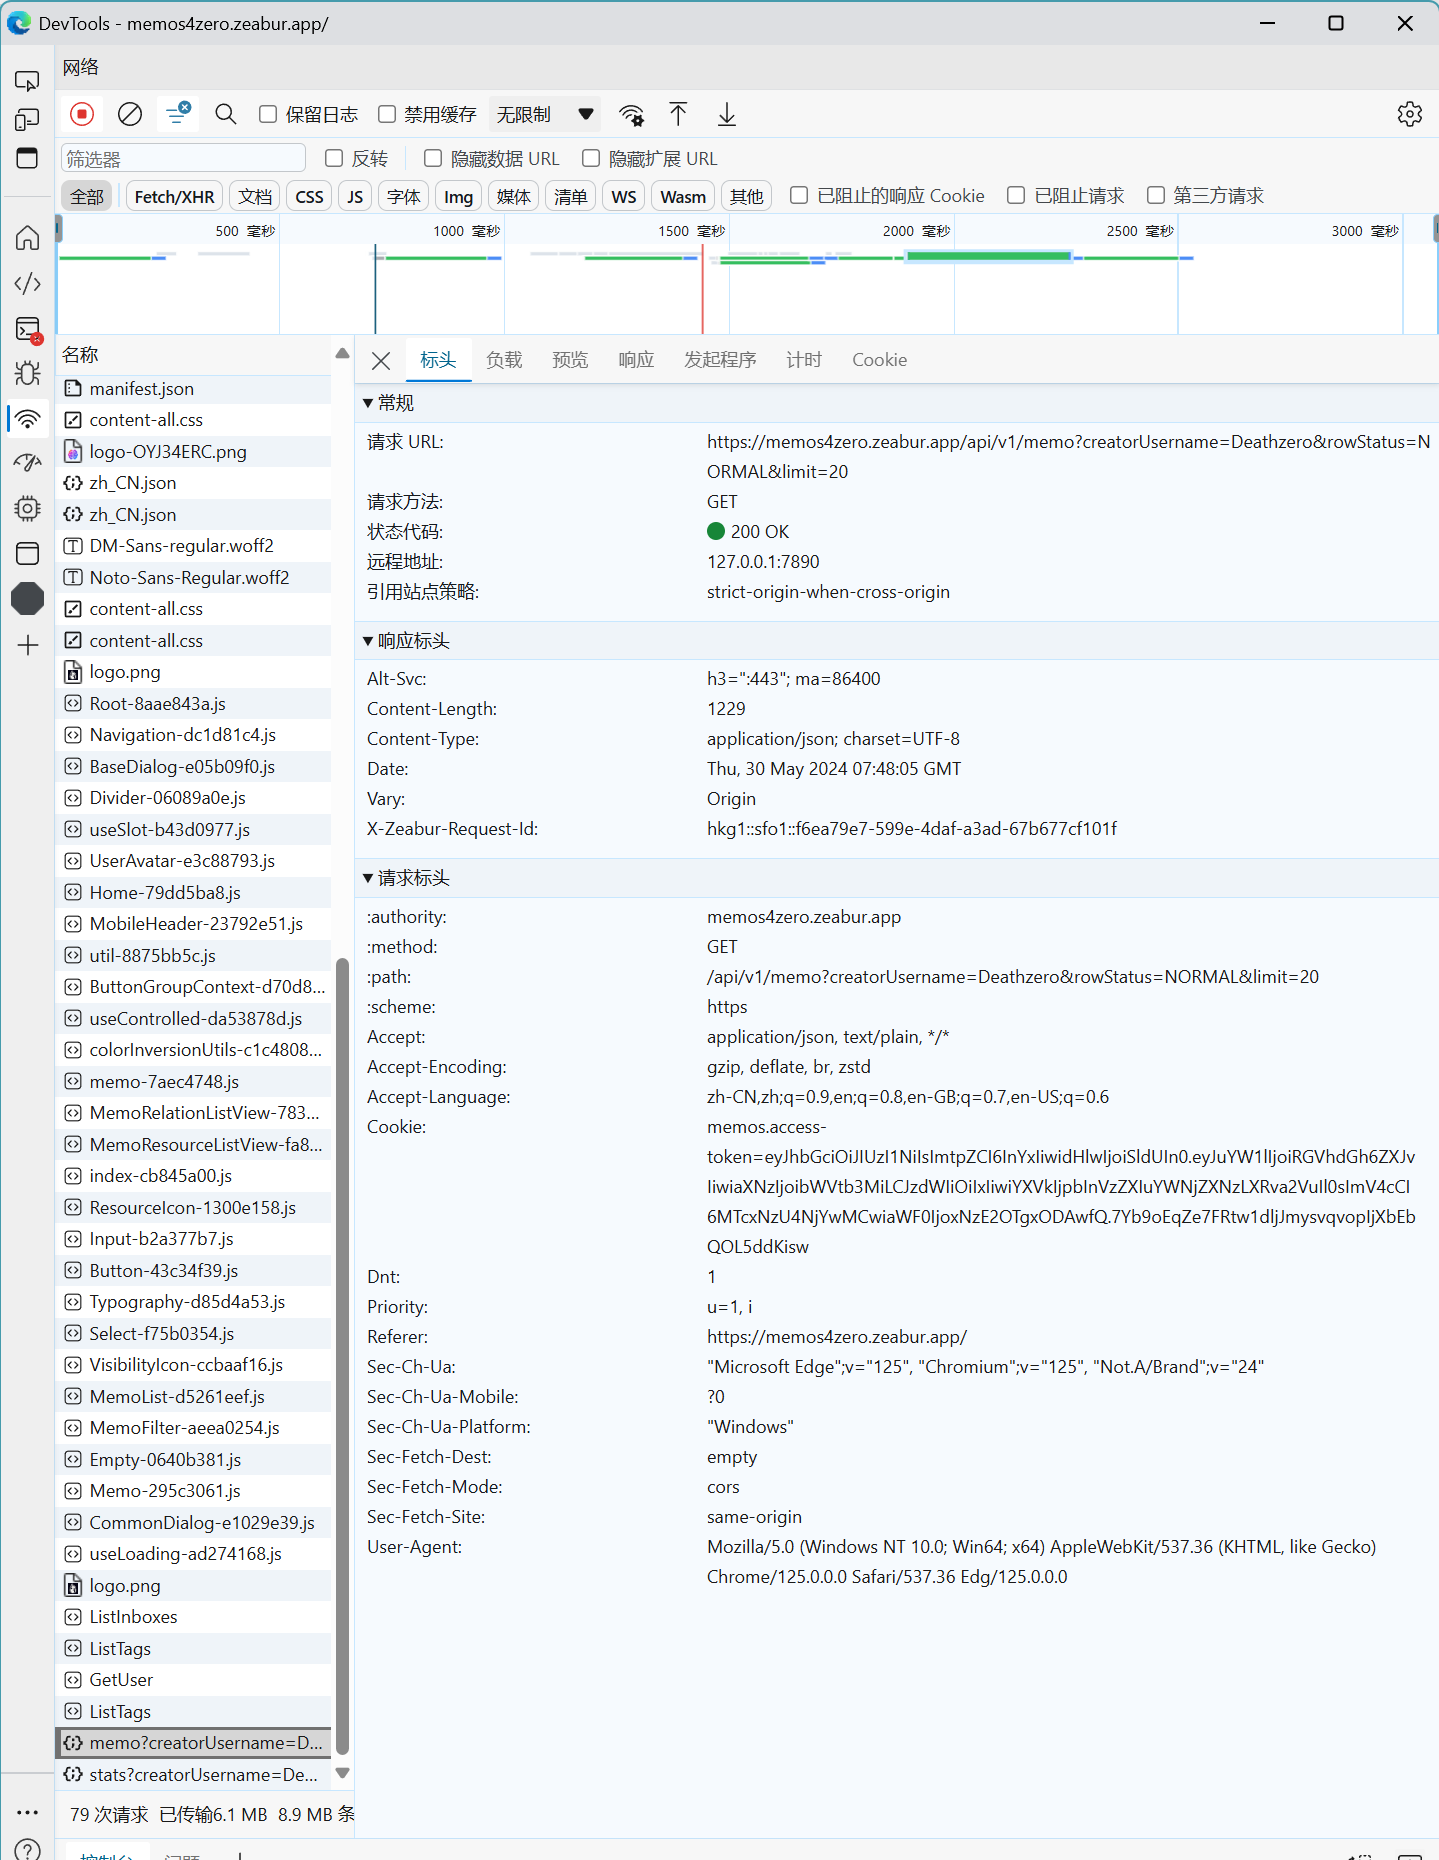 DevTools - memos4zero.zeabur.app/
网络
保留日志 禁用缓存 无限制
筛选器 反转 隐藏数据 URL 隐藏扩展 URL
全部 Fetch/XHR 文档 CSS JS 字体 Img 媒体 清单 WS Wasm 其他 已阻止的响应 Cookie 已阻止请求 第三方请求
500 毫秒 1000 毫秒 1500 毫秒 2000 毫秒 2500 毫秒 3000 毫秒
名称
manifest.json
content-all.css
logo-OYJ34ERC.png
zh_CN.json
zh_CN.json
DM-Sans-regular.woff2
Noto-Sans-Regular.woff2
content-all.css
content-all.css
logo.png
Root-8aae843a.js
Navigation-dc1d81c4.js
BaseDialog-e05b09f0.js
Divider-06089a0e.js
useSlot-b43d0977.js
UserAvatar-e3c88793.js
Home-79dd5ba8.js
MobileHeader-23792e51.js
util-8875bb5c.js
ButtonGroupContext-d70d8...
useControlled-da53878d.js
colorInversionUtils-c1c4808...
memo-7aec4748.js
MemoRelationListView-783...
MemoResourceListView-fa8...
index-cb845a00.js
ResourceIcon-1300e158.js
Input-b2a377b7.js
Button-43c34f39.js
Typography-d85d4a53.js
Select-f75b0354.js
VisibilityIcon-ccbaaf16.js
MemoList-d5261eef.js
MemoFilter-aeea0254.js
Empty-0640b381.js
Memo-295c3061.js
CommonDialog-e1029e39.js
useLoading-ad274168.js
logo.png
ListInboxes
ListTags
GetUser
ListTags
memo?creatorUsername=D...
stats?creatorUsername=De...
79 次请求 已传输6.1 MB 8.9 MB 条
标头 负载 预览 响应 发起程序 计时 Cookie
常规
请求 URL: https://memos4zero.zeabur.app/api/v1/memo?creatorUsername=Deathzero&rowStatus=N
ORMAL&limit=20
请求方法: GET
状态代码: 200 OK
远程地址: 127.0.0.1:7890
引用站点策略: strict-origin-when-cross-origin
响应标头
Alt-Svc: h3=":443"; ma=86400
Content-Length: 1229
Content-Type: application/json; charset=UTF-8
Date: Thu, 30 May 2024 07:48:05 GMT
Vary: Origin
X-Zeabur-Request-Id: hkg1::sfo1::f6ea79e7-599e-4daf-a3ad-67b677cf101f
请求标头
:authority: memos4zero.zeabur.app
:method: GET
:path: /api/v1/memo?creatorUsername=Deathzero&rowStatus=NORMAL&limit=20
:scheme: https
Accept: application/json, text/plain, */*
Accept-Encoding: gzip, deflate, br, zstd
Accept-Language: zh-CN,zh;q=0.9,en;q=0.8,en-GB;q=0.7,en-US;q=0.6
Cookie: memos.access-
token=eyJhbGciOiJIUzI1NiIsImtpZCI6InYxIiwidHlwIjoiSldUIn0.eyJuYW1lIjoiRGVhdGh6ZXJv
IiwiaXNzIjoibWVtb3MiLCJzdWIiOiIxIiwiYXVkIjpbInVzZXIuYWNjZXNzLXRva2VuIl0sImV4cCI
6MTcxNzU4NjYwMCwiaWF0IjoxNzE2OTgxODAwfQ.7Yb9oEqZe7FRtw1dljJmysvqvopIjXbEb
QOL5ddKisw
Dnt: 1
Priority: u=1, i
Referer: https://memos4zero.zeabur.app/
Sec-Ch-Ua: "Microsoft Edge";v="125", "Chromium";v="125", "Not.A/Brand";v="24"
Sec-Ch-Ua-Mobile: ?0
Sec-Ch-Ua-Platform: "Windows"
Sec-Fetch-Dest: empty
Sec-Fetch-Mode: cors
Sec-Fetch-Site: same-origin
User-Agent: Mozilla/5.0 (Windows NT 10.0; Win64; x64) AppleWebKit/537.36 (KHTML, like Gecko)
Chrome/125.0.0.0 Safari/537.36 Edg/125.0.0.0